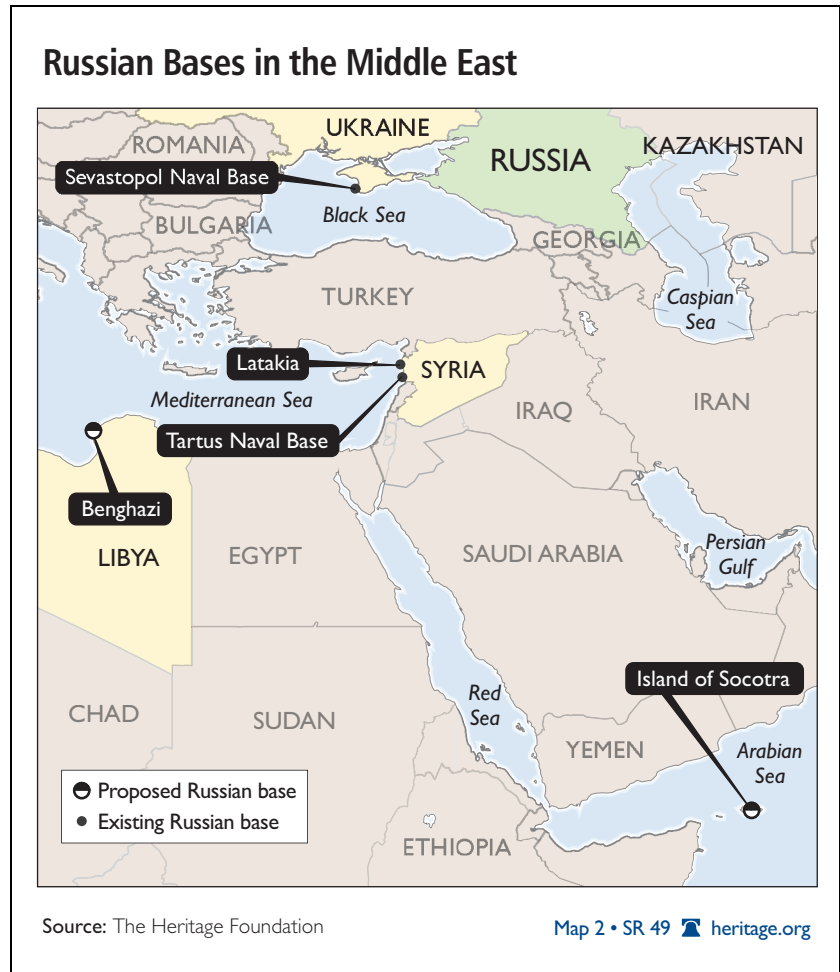 Russian Bases in the Middle East
UKRAINE
ROMANIA
RUSSIA
KAZAKHSTAN
Sevastopol Naval Base
Black Sea
BULGARIA
GEORGIA
TURKEY
Caspian
Sea
Latakia
SYRIA
Mediterranean Sea
IRAQ
IRAN
Tartus Naval Base
Benghazi
LIBYA
EGYPT
SAUDI ARABIA
Persian
Gulf
Island of Socotra
Red
Sea
CHAD
SUDAN
YEMEN
Arabian
Sea
Proposed Russian base
Existing Russian base
ETHIOPIA
Source: The Heritage Foundation
Map 2 • SR 49 heritage.org